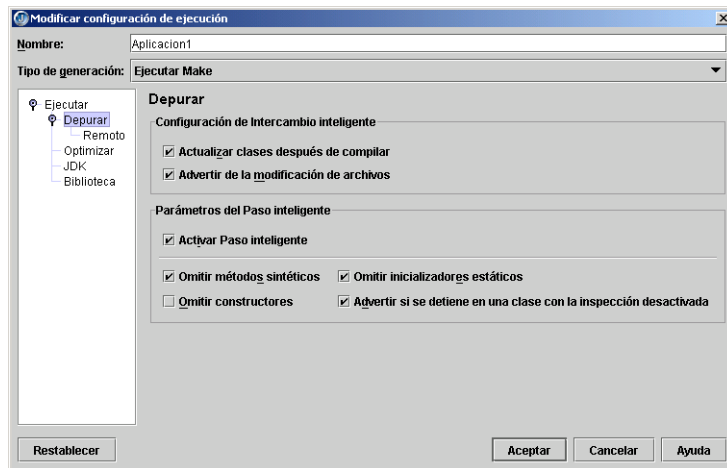 Modificar configuración de ejecución
Nombre: Aplicacion1
Tipo de generación: Ejecutar Make
Ejecutar
Depurar
Remoto
Optimizar
JDK
Biblioteca
Depurar
Configuración de Intercambio inteligente
Actualizar clases después de compilar
Advertir de la modificación de archivos
Parámetros del Paso inteligente
Activar Paso inteligente
Omitir métodos sintéticos Omitir inicializadores estáticos
Omitir constructores Advertir si se detiene en una clase con la inspección desactivada
Restablecer Aceptar Cancelar Ayuda